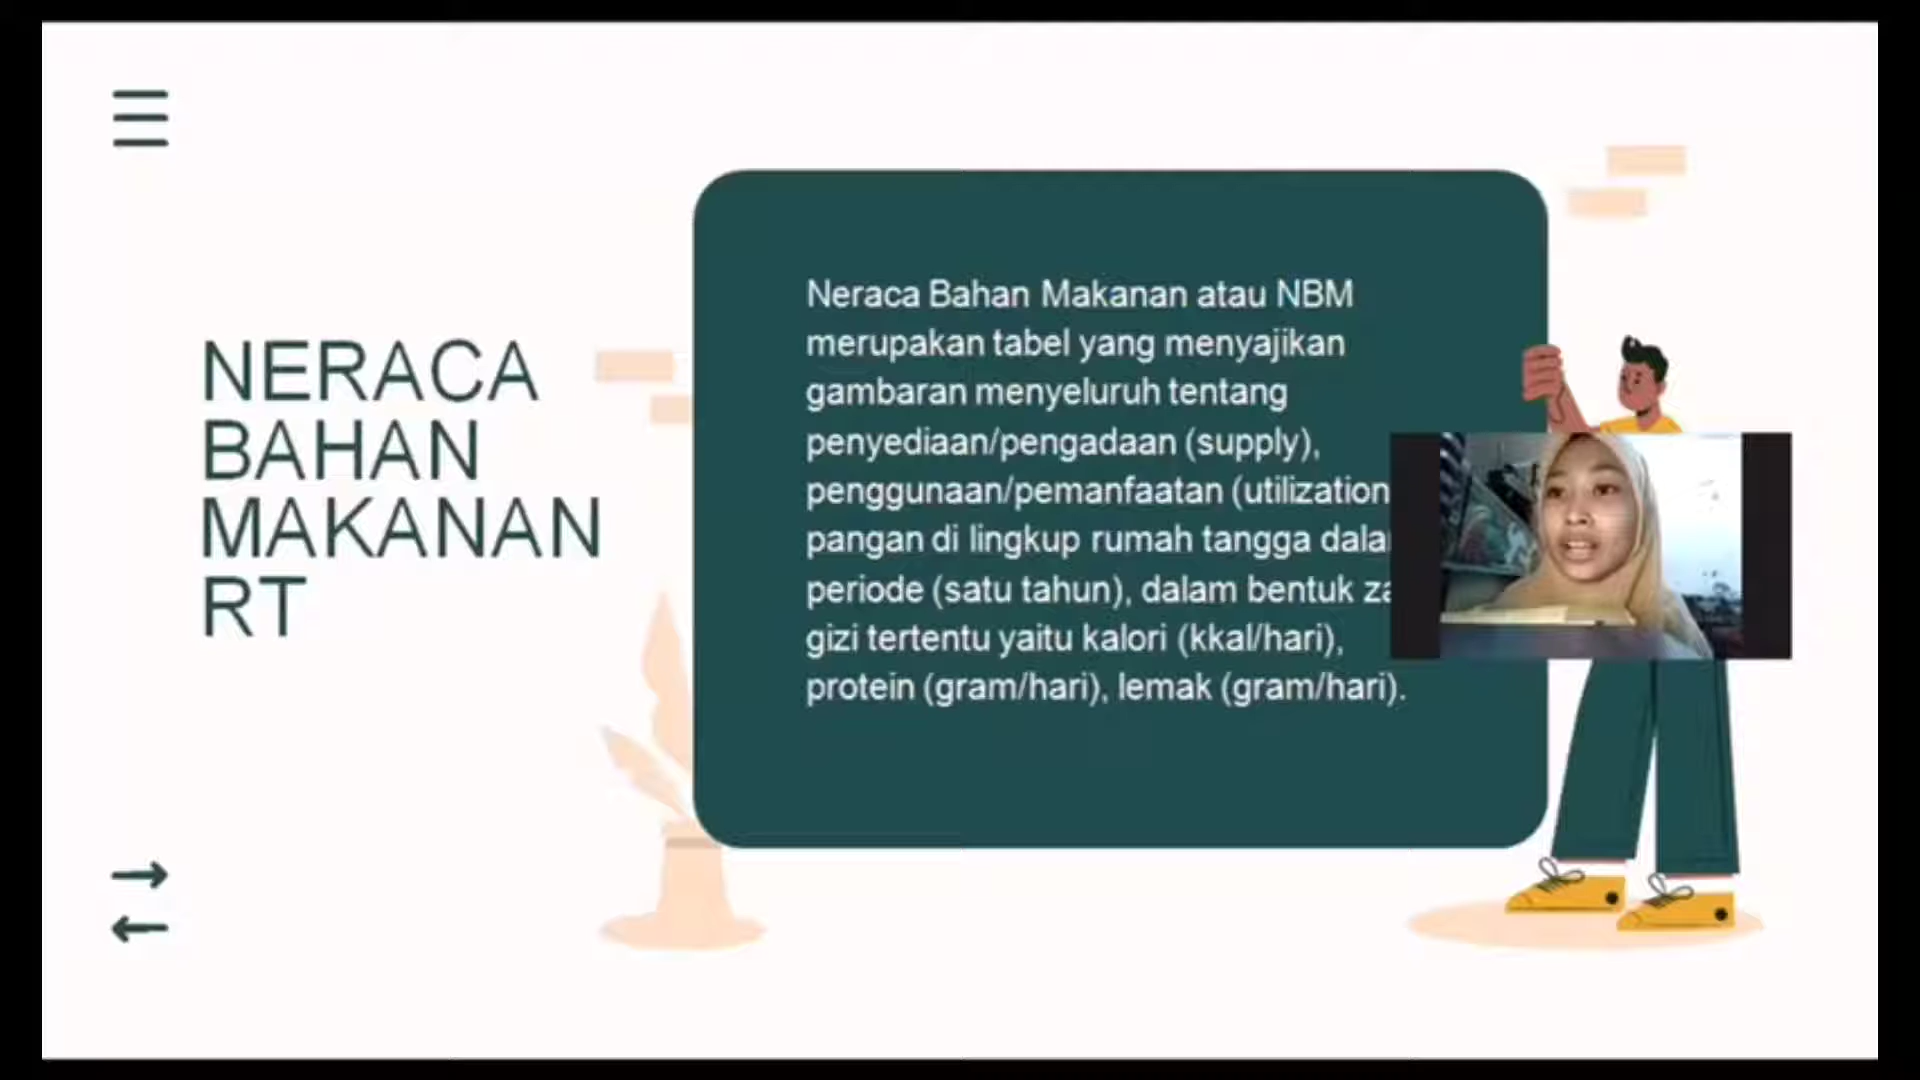 NERACA
BAHAN
MAKANAN
RT
Neraca Bahan Makanan atau NBM
merupakan tabel yang menyajikan
gambaran menyeluruh tentang
penyediaan/pengadaan (supply),
penggunaan/pemanfaatan (utilization
pangan di lingkup rumah tangga
periode (satu tahun), dalam bentuk
gizi tertentu yaitu kalori (kkal/hari),
protein (gram/hari), lemak (gram/hari).